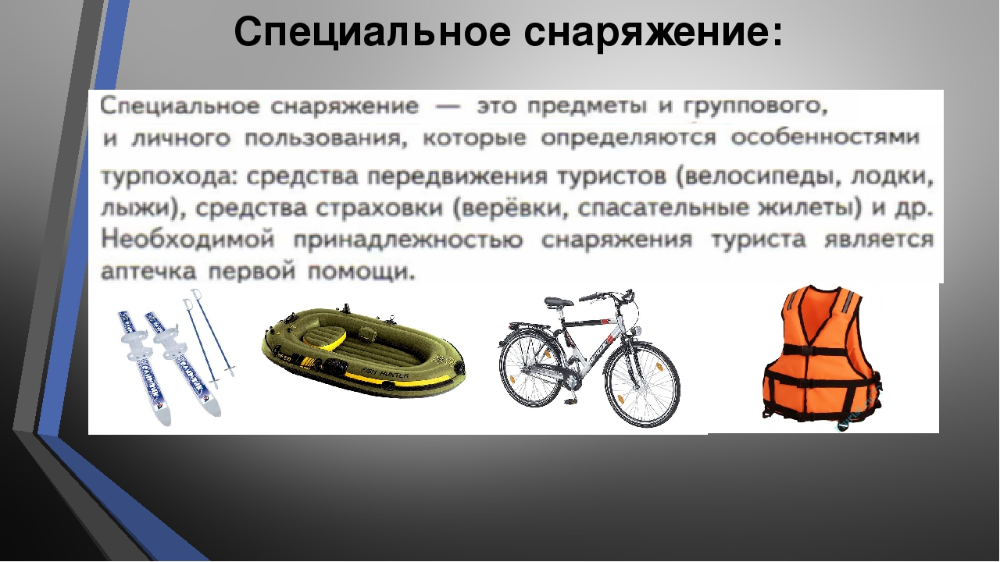 Специальное снаряжение:
Специальное снаряжение — это предметы и группового,
и личного пользования, которые определяются особенностями
турпохода: средства передвижения туристов (велосипеды, лодки,
лыжи), средства страховки (верёвки, спасательные жилеты) и др.
Необходимой принадлежностью снаряжения туриста является
аптечка первой помощи.
FISH HUNTER